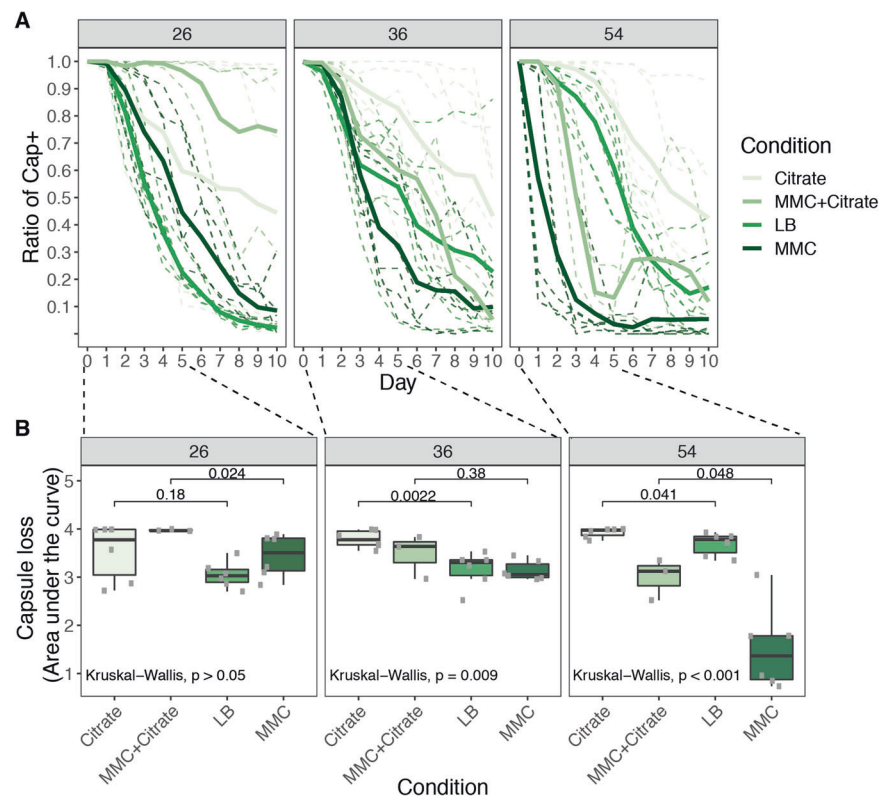 A
26 36 54
Ratio of Cap+
1.0
0.9
0.8
0.7
0.6
0.5
0.4
0.3
0.2
0.1
0 1 2 3 4 5 6 7 8 9 10 0 1 2 3 4 5 6 7 8 9 10 0 1 2 3 4 5 6 7 8 9 10
Day
Condition
Citrate
MMC+Citrate
LB
MMC
B
26 36 54
Capsule loss
(Area under the curve)
5
4
3
2
1
0.024 0.38 0.048
0.18 0.0022 0.041
Kruskal−Wallis, p > 0.05 Kruskal−Wallis, p = 0.009 Kruskal−Wallis, p < 0.001
Citrate MMC+Citrate LB MMC Citrate MMC+Citrate LB MMC Citrate MMC+Citrate LB MMC
Condition